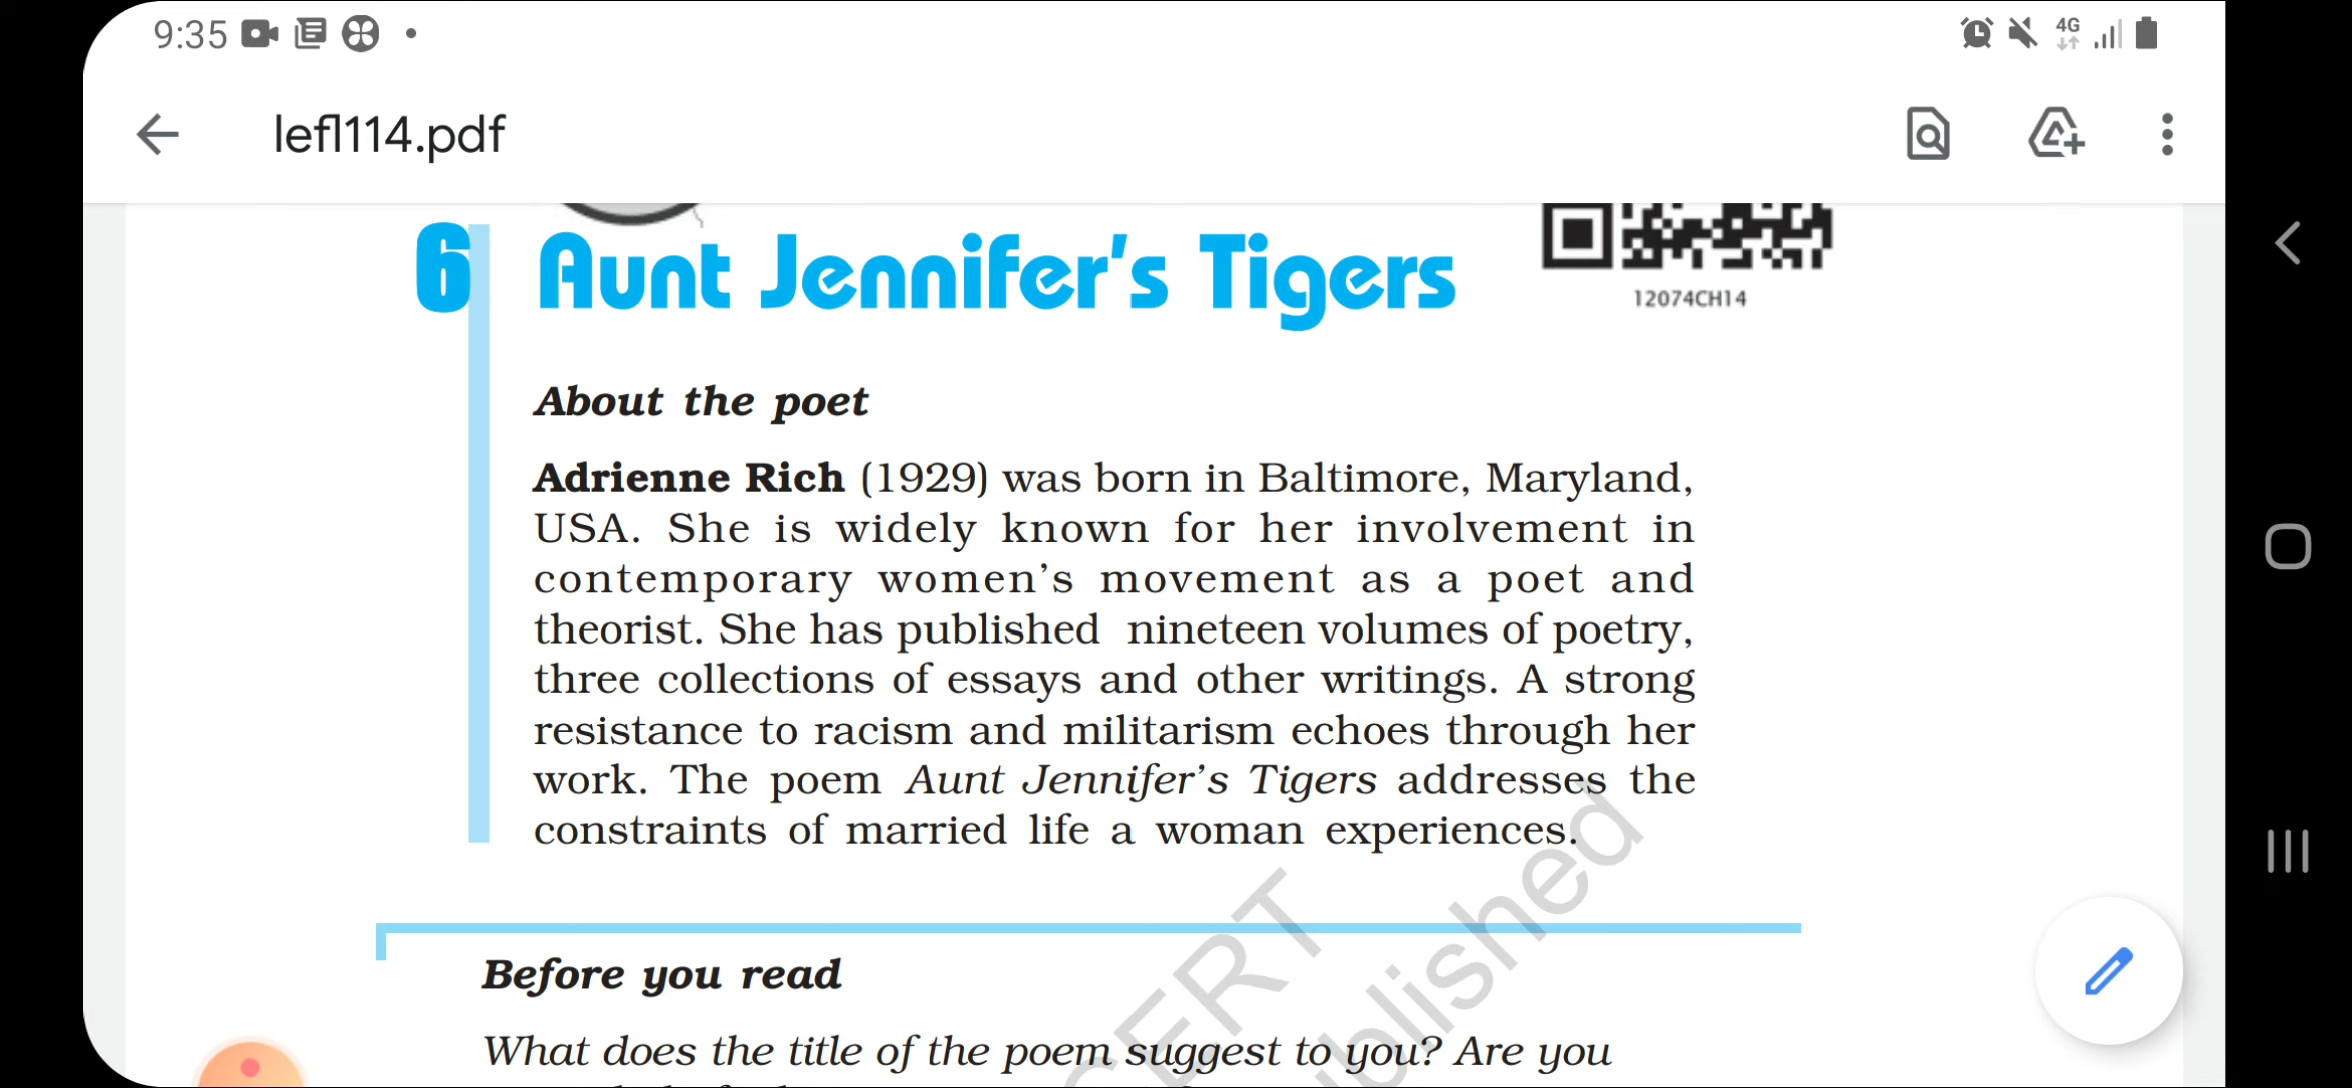 9:35
4G
lefl114.pdf
6 Aunt Jennifer's Tigers
12074CH14
About the poet
Adrienne Rich (1929) was born in Baltimore, Maryland,
USA. She is widely known for her involvement in
contemporary women's movement as a poet and
theorist. She has published nineteen volumes of poetry,
three collections of essays and other writings. A strong
resistance to racism and militarism echoes through her
work. The poem Aunt Jennifer's Tigers addresses the
constraints of married life a woman experiences.
Before you read
What does the title of the poem suggest to you? Are you